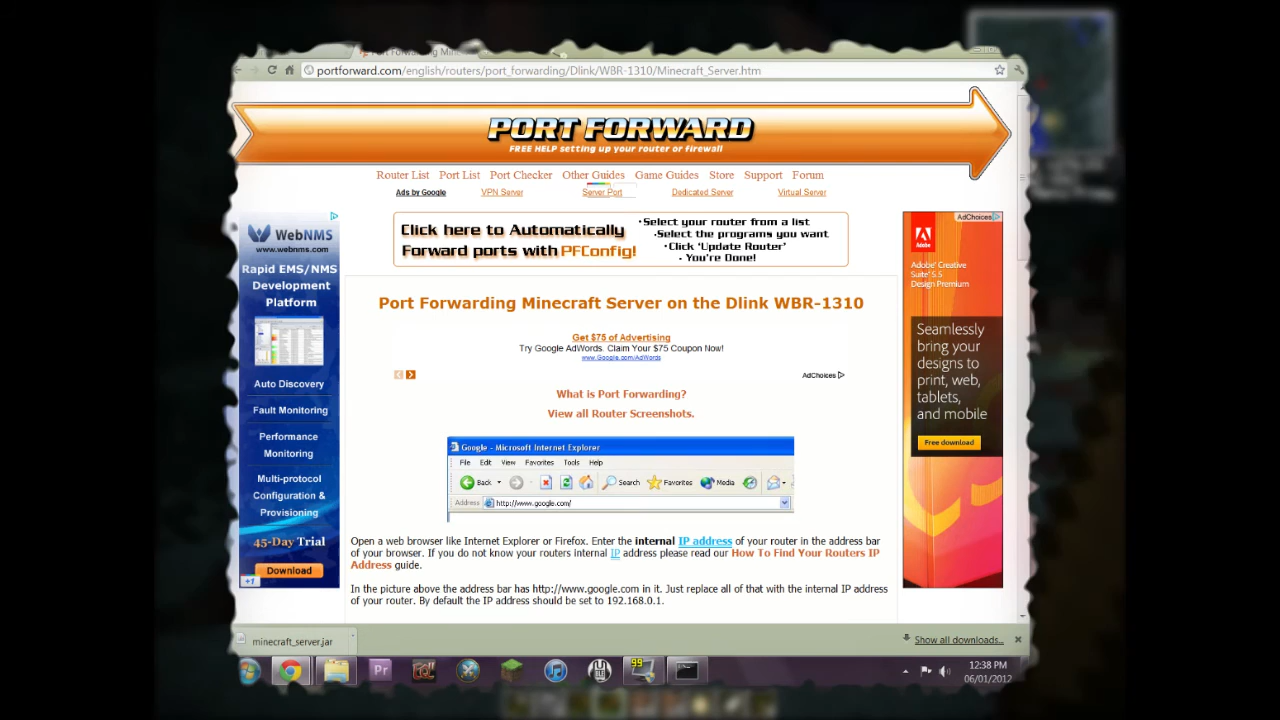 portforward.com/english/routers/port_forwarding/Dlink/WBR-1310/Minecraft_Server.htm
PORT FORWARD
FREE HELP setting up your router or firewall
Router List Port List Port Checker Other Guides Game Guides Store Support Forum
Ads by Google VPN Server Server Port Dedicated Server Virtual Server
WebNMS
www.webnms.com
Rapid EMS/NMS
Development
Platform
Auto Discovery
Fault Monitoring
Performance
Monitoring
Multi-protocol
Configuration &
Provisioning
45-Day Trial
Download
+1
Click here to Automatically
Forward ports with PFConfig!
•Select your router from a list
•Select the programs you want
•Click 'Update Router'
• You're Done!
Port Forwarding Minecraft Server on the Dlink WBR-1310
Get $75 of Advertising
Try Google AdWords. Claim Your $75 Coupon Now!
www.Google.com/AdWords
AdChoices
What is Port Forwarding?
View all Router Screenshots.
Google - Microsoft Internet Explorer
File Edit View Favorites Tools Help
Back Search Favorites Media
Address http://www.google.com/
Open a web browser like Internet Explorer or Firefox. Enter the internal IP address of your router in the address bar
of your browser. If you do not know your routers internal IP address please read our How To Find Your Routers IP
Address guide.
In the picture above the address bar has http://www.google.com in it. Just replace all of that with the internal IP address
of your router. By default the IP address should be set to 192.168.0.1.
AdChoices
Adobe
Adobe® Creative
Suite® 5.5
Design Premium
Seamlessly
bring your
designs to
print, web,
tablets,
and mobile
Free download
minecraft_server.jar
Show all downloads...
Pr
99
12:38 PM
06/01/2012